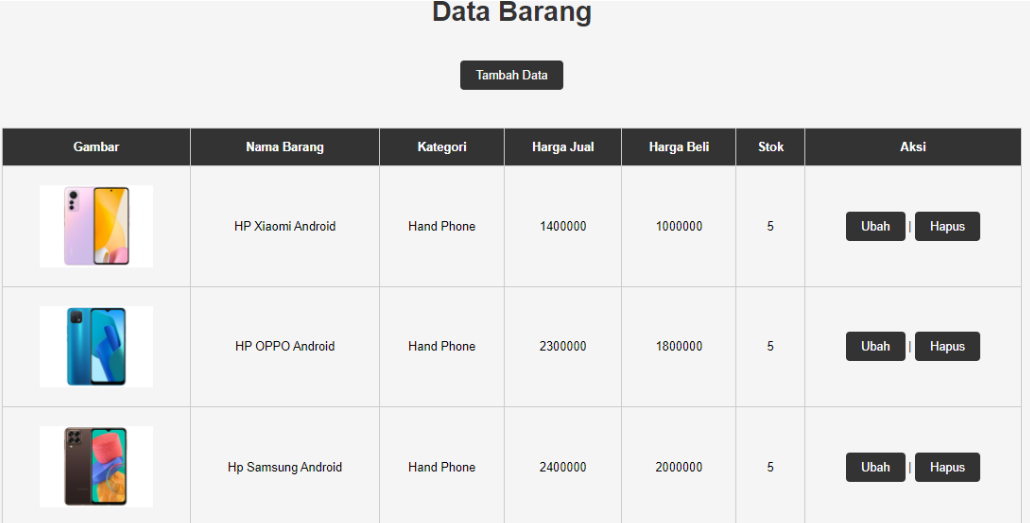 Data Barang
Tambah Data
Gambar Nama Barang Kategori Harga Jual Harga Beli Stok Aksi
HP Xiaomi Android Hand Phone 1400000 1000000 5 Ubah | Hapus
HP OPPO Android Hand Phone 2300000 1800000 5 Ubah | Hapus
Hp Samsung Android Hand Phone 2400000 2000000 5 Ubah | Hapus